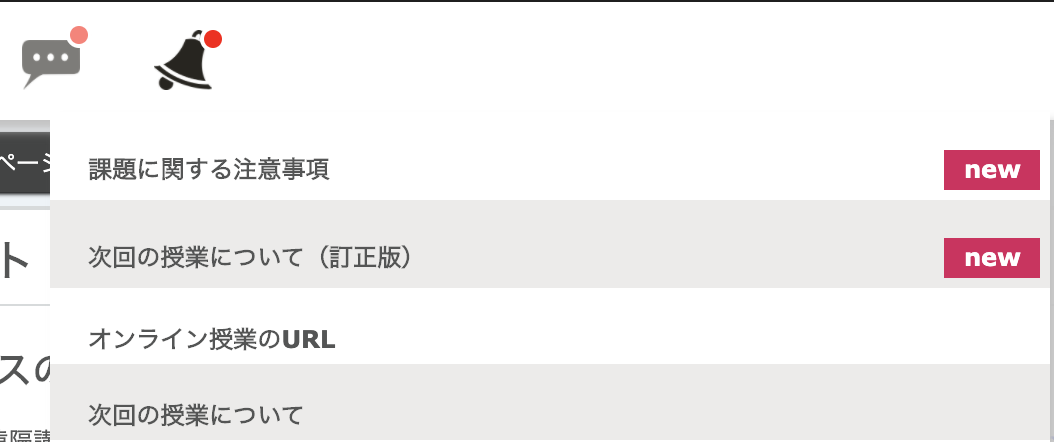 課題に関する注意事項 new
次回の授業について（訂正版） new
オンライン授業のURL
次回の授業について
ページ
ト
スの